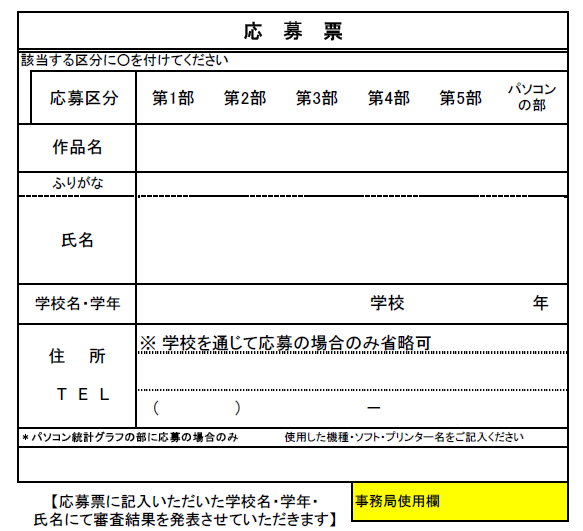 応 募 票
該当する区分に〇を付けてください
応募区分 第1部 第2部 第3部 第4部 第5部 パソコン
の部
作品名
ふりがな
氏名
学校名・学年 学校 年
※ 学校を通じて応募の場合のみ省略可
住 所
T E L
( ) ー
*パソコン統計グラフの部に応募の場合のみ 使用した機種・ソフト・プリンター名をご記入ください
【応募票に記入いただいた学校名・学年・
氏名にて審査結果を発表させていただきます】
事務局使用欄